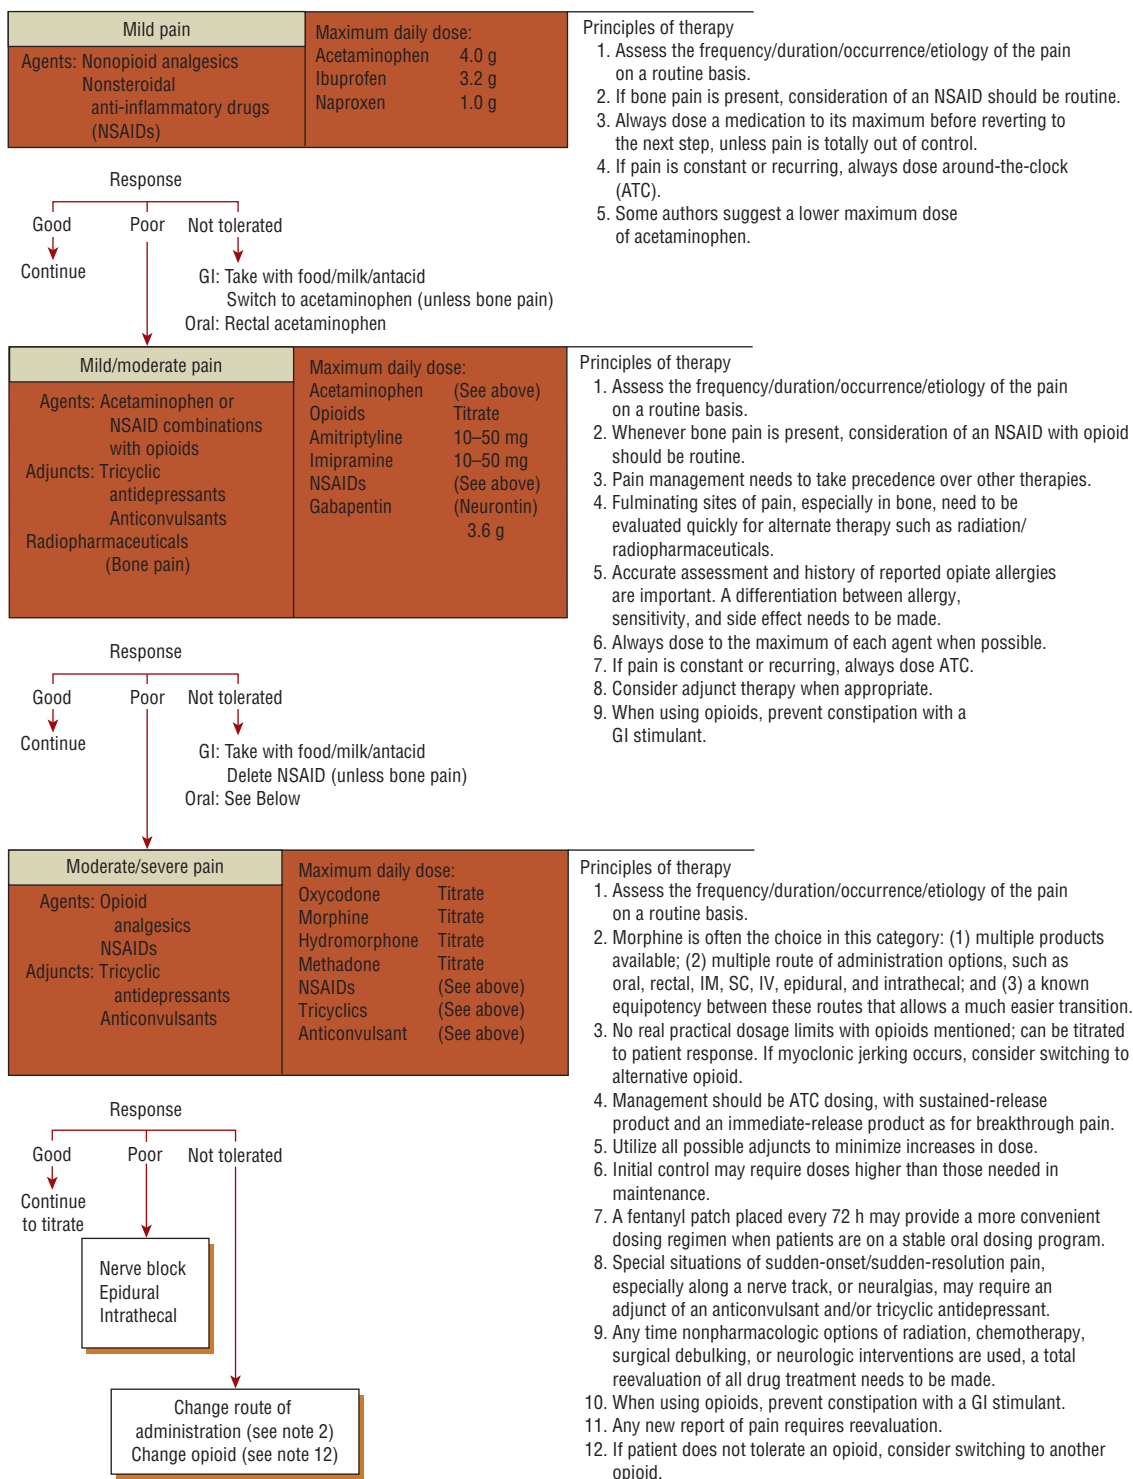 Mild pain
Agents: Nonopioid analgesics
Nonsteroidal
anti-inflammatory drugs
(NSAIDs)
Maximum daily dose:
Acetaminophen 4.0 g
Ibuprofen 3.2 g
Naproxen 1.0 g
Principles of therapy
1. Assess the frequency/duration/occurrence/etiology of the pain
on a routine basis.
2. If bone pain is present, consideration of an NSAID should be routine.
3. Always dose a medication to its maximum before reverting to
the next step, unless pain is totally out of control.
4. If pain is constant or recurring, always dose around-the-clock
(ATC).
5. Some authors suggest a lower maximum dose
of acetaminophen.
Response
Good Poor Not tolerated
Continue
GI: Take with food/milk/antacid
Switch to acetaminophen (unless bone pain)
Oral: Rectal acetaminophen
Mild/moderate pain
Agents: Acetaminophen or
NSAID combinations
with opioids
Adjuncts: Tricyclic
antidepressants
Anticonvulsants
Radiopharmaceuticals
(Bone pain)
Maximum daily dose:
Acetaminophen (See above)
Opioids Titrate
Amitriptyline 10–50 mg
Imipramine 10–50 mg
NSAIDs (See above)
Gabapentin (Neurontin)
3.6 g
Principles of therapy
1. Assess the frequency/duration/occurrence/etiology of the pain
on a routine basis.
2. Whenever bone pain is present, consideration of an NSAID with opioid
should be routine.
3. Pain management needs to take precedence over other therapies.
4. Fulminating sites of pain, especially in bone, need to be
evaluated quickly for alternate therapy such as radiation/
radiopharmaceuticals.
5. Accurate assessment and history of reported opiate allergies
are important. A differentiation between allergy,
sensitivity, and side effect needs to be made.
6. Always dose to the maximum of each agent when possible.
7. If pain is constant or recurring, always dose ATC.
8. Consider adjunct therapy when appropriate.
9. When using opioids, prevent constipation with a
GI stimulant.
Response
Good Poor Not tolerated
Continue
GI: Take with food/milk/antacid
Delete NSAID (unless bone pain)
Oral: See Below
Moderate/severe pain
Agents: Opioid
analgesics
NSAIDs
Adjuncts: Tricyclic
antidepressants
Anticonvulsants
Maximum daily dose:
Oxycodone Titrate
Morphine Titrate
Hydromorphone Titrate
Methadone Titrate
NSAIDs (See above)
Tricyclics (See above)
Anticonvulsant (See above)
Principles of therapy
1. Assess the frequency/duration/occurrence/etiology of the pain
on a routine basis.
2. Morphine is often the choice in this category: (1) multiple products
available; (2) multiple route of administration options, such as
oral, rectal, IM, SC, IV, epidural, and intrathecal; and (3) a known
equipotency between these routes that allows a much easier transition.
3. No real practical dosage limits with opioids mentioned; can be titrated
to patient response. If myoclonic jerking occurs, consider switching to
alternative opioid.
4. Management should be ATC dosing, with sustained-release
product and an immediate-release product as for breakthrough pain.
5. Utilize all possible adjuncts to minimize increases in dose.
6. Initial control may require doses higher than those needed in
maintenance.
7. A fentanyl patch placed every 72 h may provide a more convenient
dosing regimen when patients are on a stable oral dosing program.
8. Special situations of sudden-onset/sudden-resolution pain,
especially along a nerve track, or neuralgias, may require an
adjunct of an anticonvulsant and/or tricyclic antidepressant.
9. Any time nonpharmacologic options of radiation, chemotherapy,
surgical debulking, or neurologic interventions are used, a total
reevaluation of all drug treatment needs to be made.
10. When using opioids, prevent constipation with a GI stimulant.
11. Any new report of pain requires reevaluation.
12. If patient does not tolerate an opioid, consider switching to another
opioid.
Response
Good Poor Not tolerated
Continue
to titrate
Nerve block
Epidural
Intrathecal
Change route of
administration (see note 2)
Change opioid (see note 12)